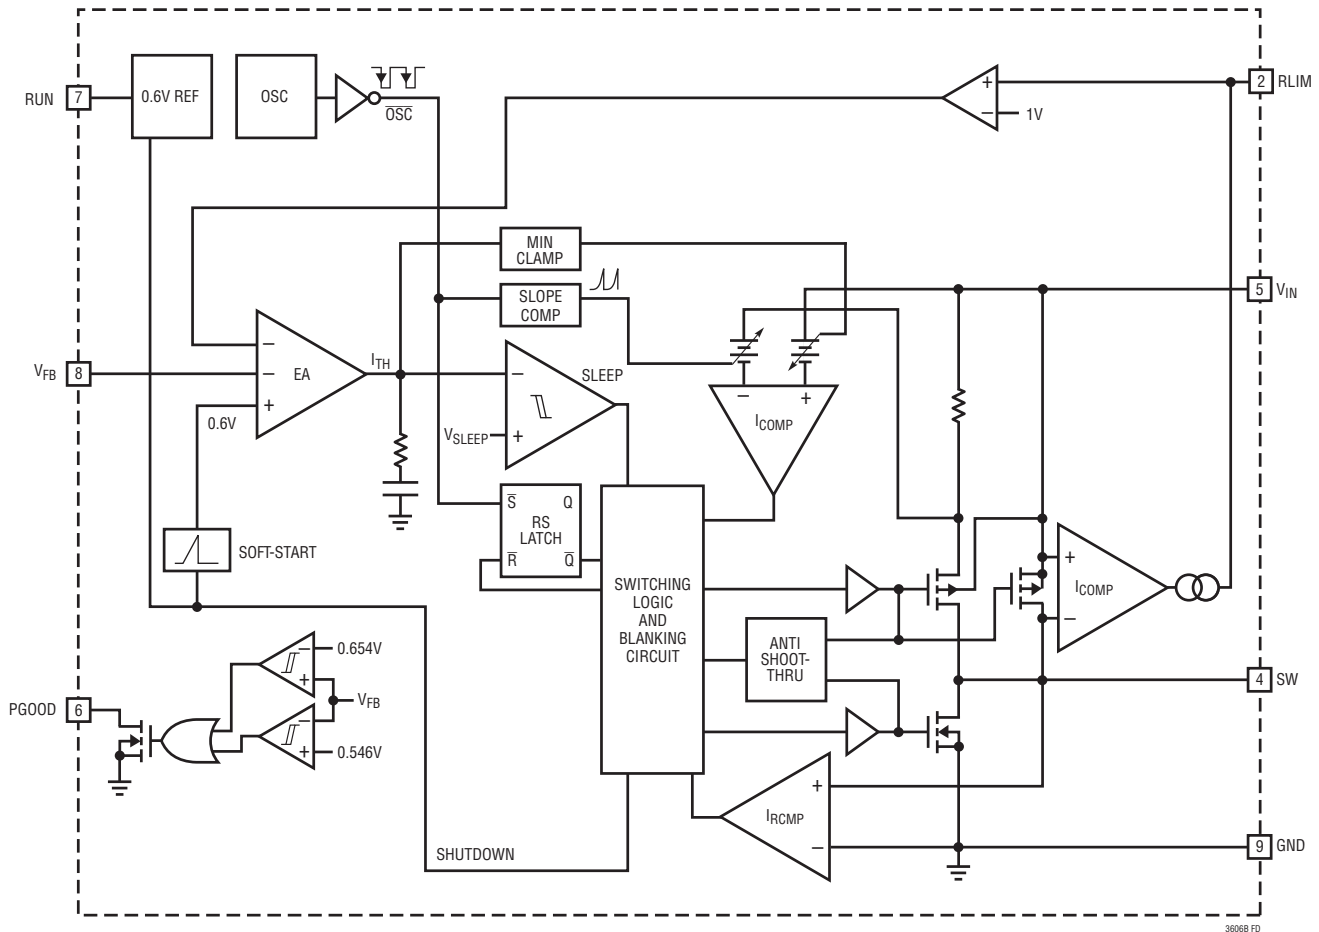 RUN
7
0.6V REF
OSC
O̅S̅C̅
+
−
1V
2
RLIM
MIN
CLAMP
SLOPE
COMP
5
VIN
VFB
8
−
−
+
EA
ITH
0.6V
−
+
SLEEP
VSLEEP
−
+
ICOMP
S̅
Q
RS
LATCH
R̅
Q̅
SOFT-START
SWITCHING
LOGIC
AND
BLANKING
CIRCUIT
ANTI
SHOOT-
THRU
+
−
ICOMP
4
SW
PGOOD
6
−
0.654V
+
VFB
−
+
0.546V
+
−
IRCMP
9
GND
SHUTDOWN
3606B FD